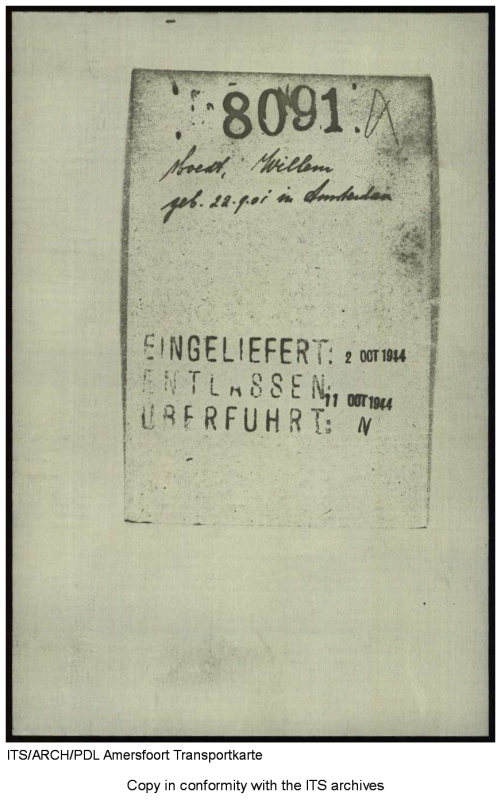 8091.
Willem
geb. 22.9.01 in Amsterdam
EINGELIEFERT: 2 OCT 1944
ENTLASSEN:
11 OCT 1944
ÜBERFUHRT: N
ITS/ARCH/PDL Amersfoort Transportkarte
Copy in conformity with the ITS archives